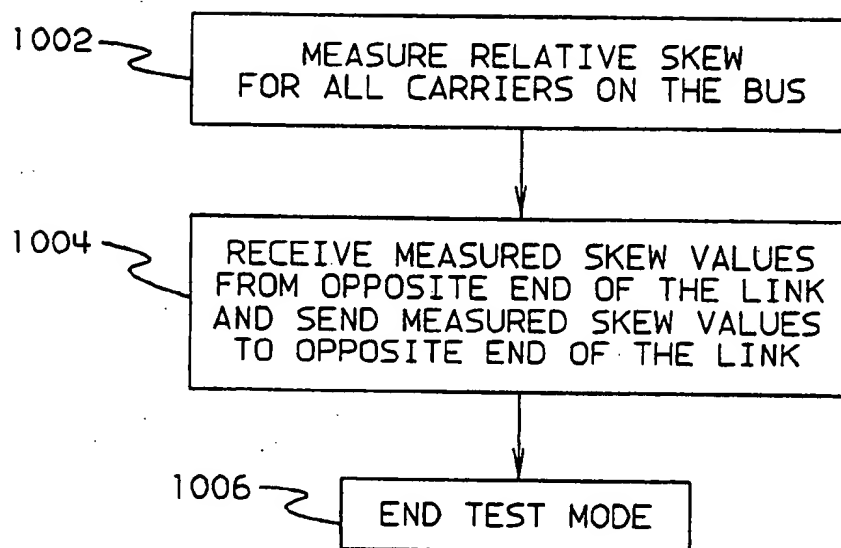 1002
MEASURE RELATIVE SKEW
FOR ALL CARRIERS ON THE BUS
1004
RECEIVE MEASURED SKEW VALUES
FROM OPPOSITE END OF THE LINK
AND SEND MEASURED SKEW VALUES
TO OPPOSITE END OF THE LINK
1006
END TEST MODE